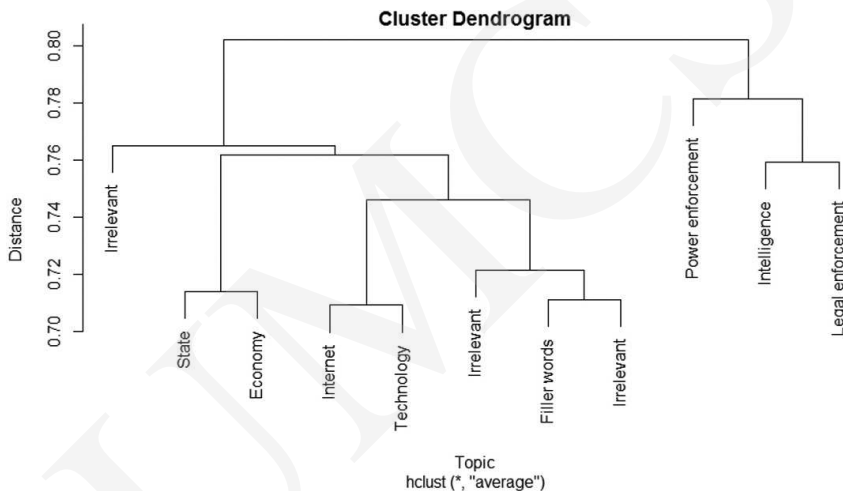 Cluster Dendrogram
Distance
0.80
0.78
0.76
0.74
0.72
0.70
Irrelevant
State
Economy
Internet
Technology
Irrelevant
Filler words
Irrelevant
Power enforcement
Intelligence
Legal enforcement
Topic
hclust (*, "average")
UMCS